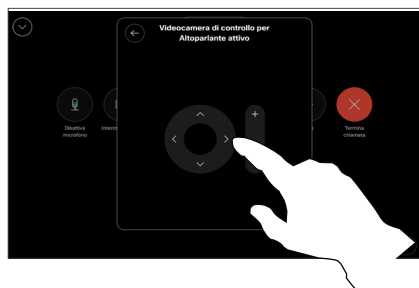 Videocamera di controllo per
Altoparlante attivo
Disattiva
microfono
Termina
chiamata